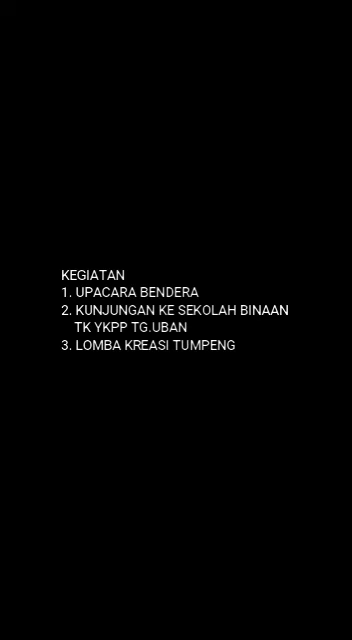 KEGIATAN
1. UPACARA BENDERA
2. KUNJUNGAN KE SEKOLAH BINAAN
TK YKPP TG.UBAN
3. LOMBA KREASI TUMPENG